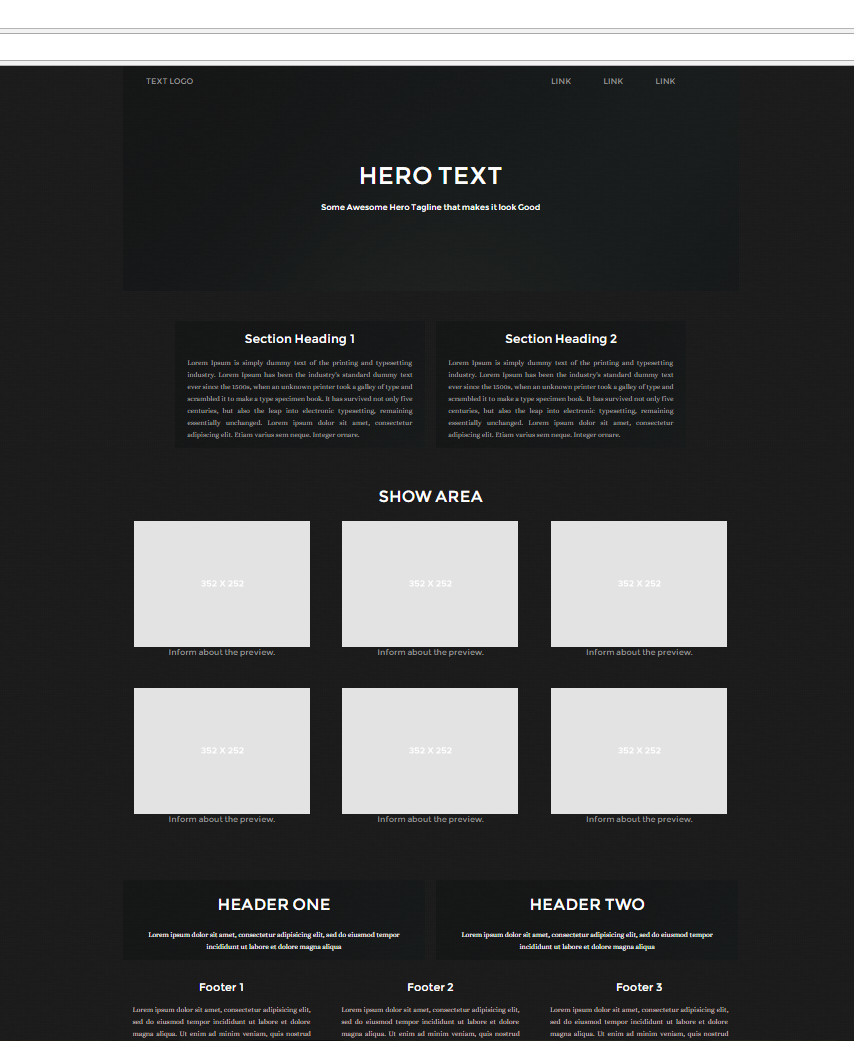 TEXT LOGO LINK LINK LINK
HERO TEXT
Some Awesome Hero Tagline that makes it look Good
Section Heading 1
Lorem Ipsum is simply dummy text of the printing and typesetting
industry. Lorem Ipsum has been the industry's standard dummy text
ever since the 1500s, when an unknown printer took a galley of type and
scrambled it to make a type specimen book. It has survived not only five
centuries, but also the leap into electronic typesetting, remaining
essentially unchanged. Lorem ipsum dolor sit amet, consectetur
adipiscing elit. Etiam varius sem neque. Integer ornare.
Section Heading 2
Lorem Ipsum is simply dummy text of the printing and typesetting
industry. Lorem Ipsum has been the industry's standard dummy text
ever since the 1500s, when an unknown printer took a galley of type and
scrambled it to make a type specimen book. It has survived not only five
centuries, but also the leap into electronic typesetting, remaining
essentially unchanged. Lorem ipsum dolor sit amet, consectetur
adipiscing elit. Etiam varius sem neque. Integer ornare.
SHOW AREA
352 X 252 352 X 252 352 X 252
Inform about the preview. Inform about the preview. Inform about the preview.
352 X 252 352 X 252 352 X 252
Inform about the preview. Inform about the preview. Inform about the preview.
HEADER ONE
Lorem ipsum dolor sit amet, consectetur adipisicing elit, sed do eiusmod tempor
incididunt ut labore et dolore magna aliqua
HEADER TWO
Lorem ipsum dolor sit amet, consectetur adipisicing elit, sed do eiusmod tempor
incididunt ut labore et dolore magna aliqua
Footer 1
Lorem ipsum dolor sit amet, consectetur adipisicing elit,
sed do eiusmod tempor incididunt ut labore et dolore
magna aliqua. Ut enim ad minim veniam, quis nostrud
Footer 2
Lorem ipsum dolor sit amet, consectetur adipisicing elit,
sed do eiusmod tempor incididunt ut labore et dolore
magna aliqua. Ut enim ad minim veniam, quis nostrud
Footer 3
Lorem ipsum dolor sit amet, consectetur adipisicing elit,
sed do eiusmod tempor incididunt ut labore et dolore
magna aliqua. Ut enim ad minim veniam, quis nostrud